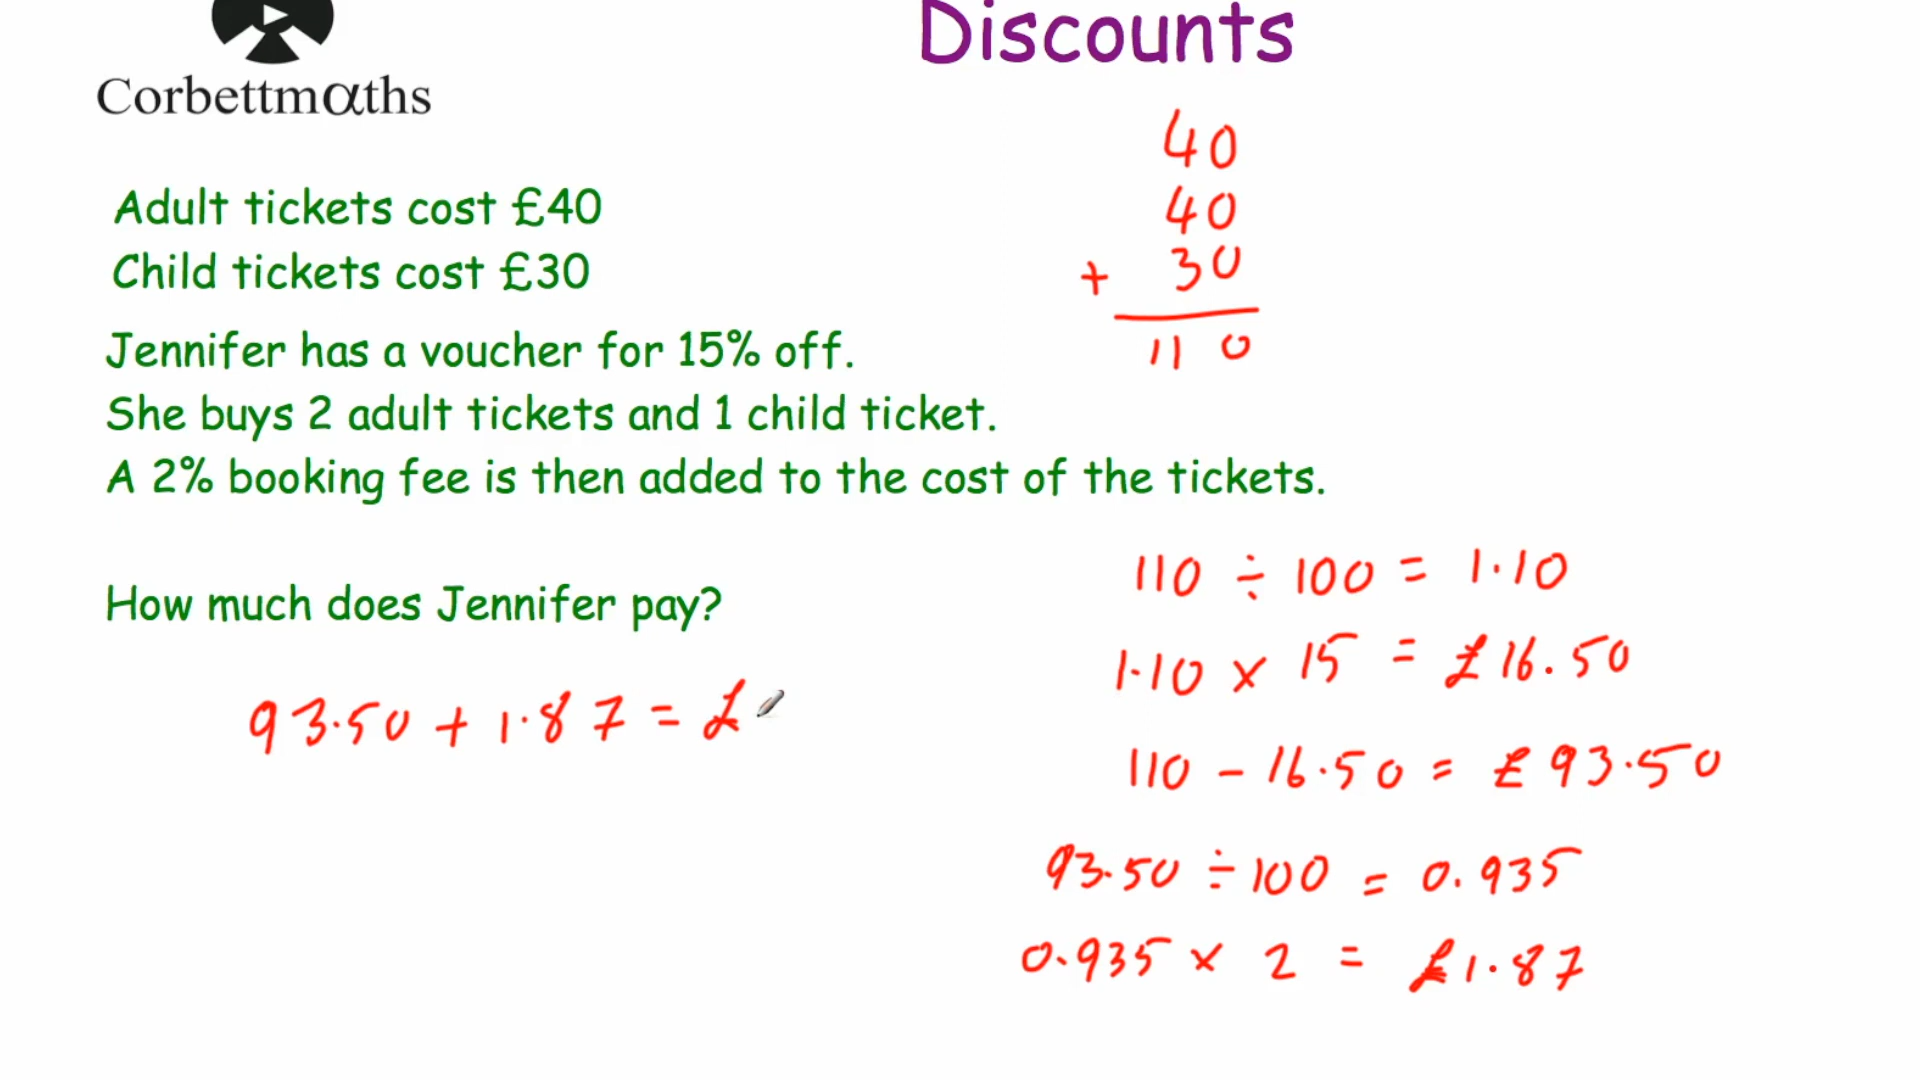 Discounts
Corbettmαths
40
40
+ 30
110
Adult tickets cost £40
Child tickets cost £30
Jennifer has a voucher for 15% off.
She buys 2 adult tickets and 1 child ticket.
A 2% booking fee is then added to the cost of the tickets.
How much does Jennifer pay?
93.50 + 1.87 = £
110 ÷ 100 = 1.10
1.10 × 15 = £16.50
110 - 16.50 = £93.50
93.50 ÷ 100 = 0.935
0.935 × 2 = £1.87